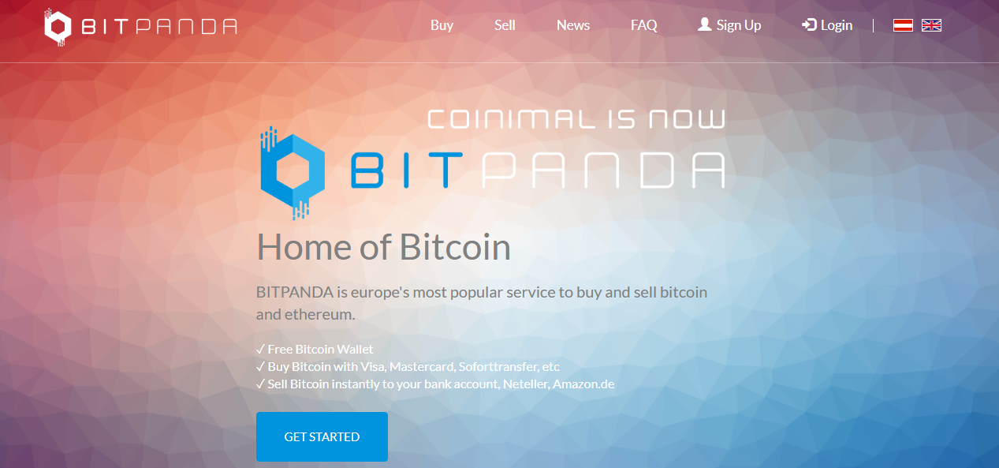 BITPANDA
Buy
Sell
News
FAQ
Sign Up
Login
COINIMAL IS NOW
BITPANDA
Home of Bitcoin
BITPANDA is europe's most popular service to buy and sell bitcoin
and ethereum.
✓ Free Bitcoin Wallet
✓ Buy Bitcoin with Visa, Mastercard, Soforttransfer, etc
✓ Sell Bitcoin instantly to your bank account, Neteller, Amazon.de
GET STARTED